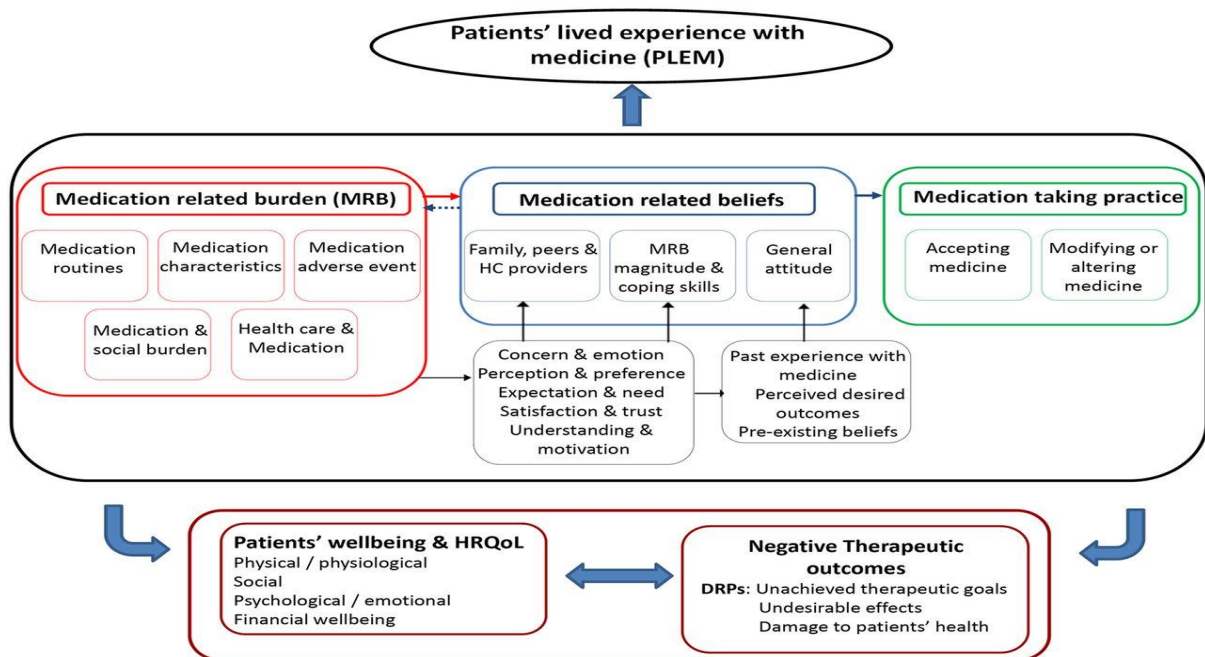 Patients' lived experience with
medicine (PLEM)
Medication related burden (MRB)
Medication
routines
Medication
characteristics
Medication
adverse event
Medication &
social burden
Health care &
Medication
Medication related beliefs
Family, peers &
HC providers
MRB
magnitude &
coping skills
General
attitude
Medication taking practice
Accepting
medicine
Modifying or
altering
medicine
Concern & emotion
Perception & preference
Expectation & need
Satisfaction & trust
Understanding &
motivation
Past experience with
medicine
Perceived desired
outcomes
Pre-existing beliefs
Patients' wellbeing & HRQoL
Physical / physiological
Social
Psychological / emotional
Financial wellbeing
Negative Therapeutic
outcomes
DRPs: Unachieved therapeutic goals
Undesirable effects
Damage to patients' health